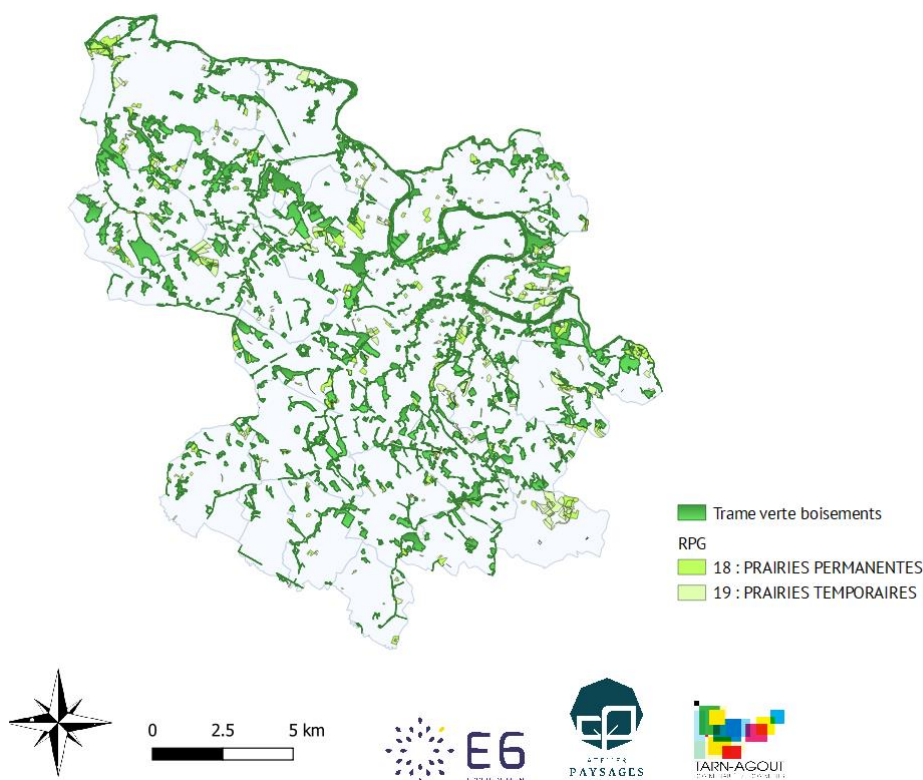 Trame verte boisements
RPG
18 : PRAIRIES PERMANENTES
19 : PRAIRIES TEMPORAIRES
0 2.5 5 km
E6
ATELIER
PAYSAGES
TARN-AGOUT